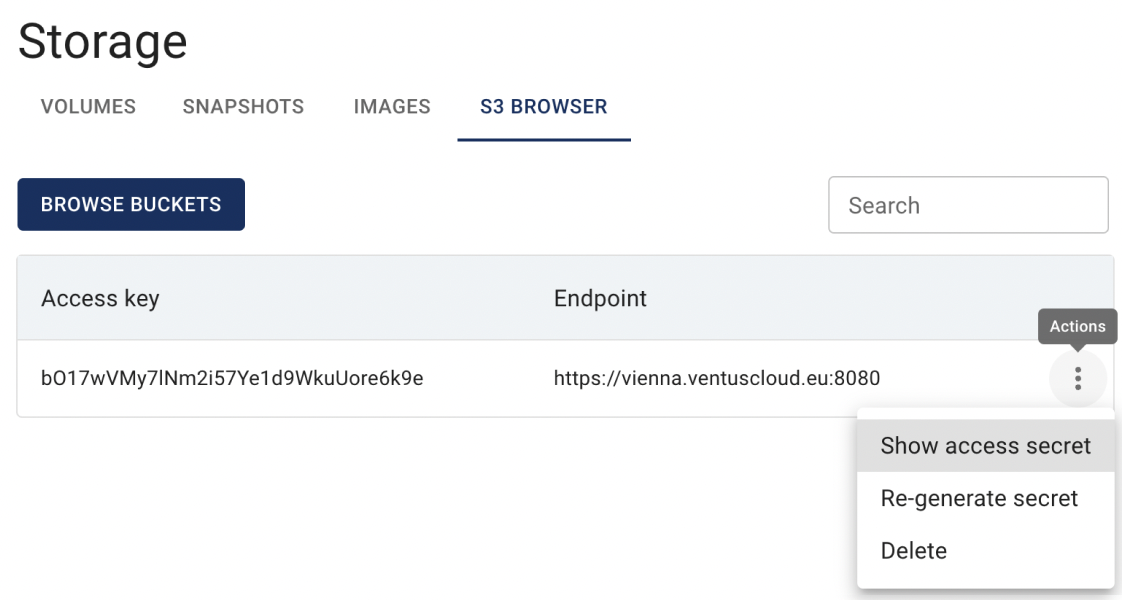 Storage
VOLUMES SNAPSHOTS IMAGES S3 BROWSER
BROWSE BUCKETS Search
Access key Endpoint
Actions
bO17wVMy7lNm2i57Ye1d9WkuUore6k9e https://vienna.ventuscloud.eu:8080
Show access secret
Re-generate secret
Delete